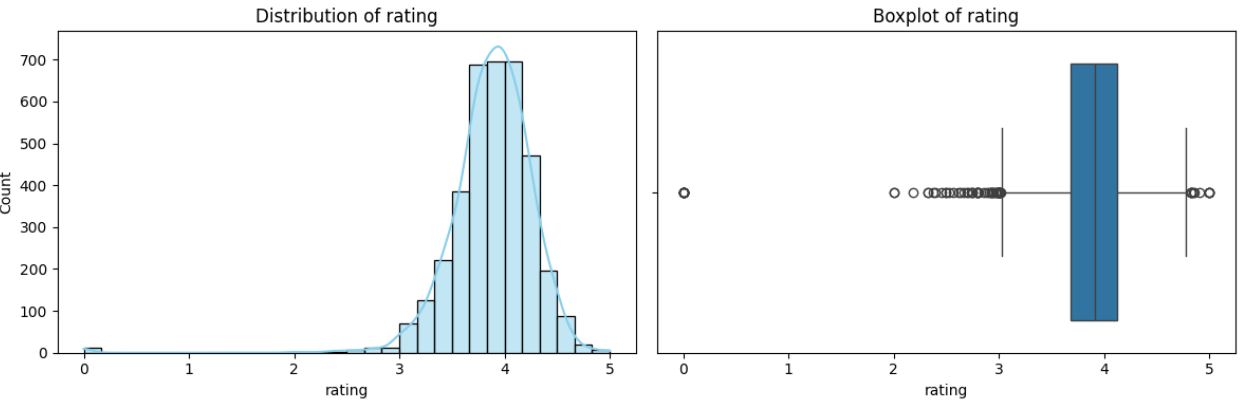 Distribution of rating
700
600
500
400
300
200
100
0
Count
0 1 2 3 4 5
rating
Boxplot of rating
0 1 2 3 4 5
rating